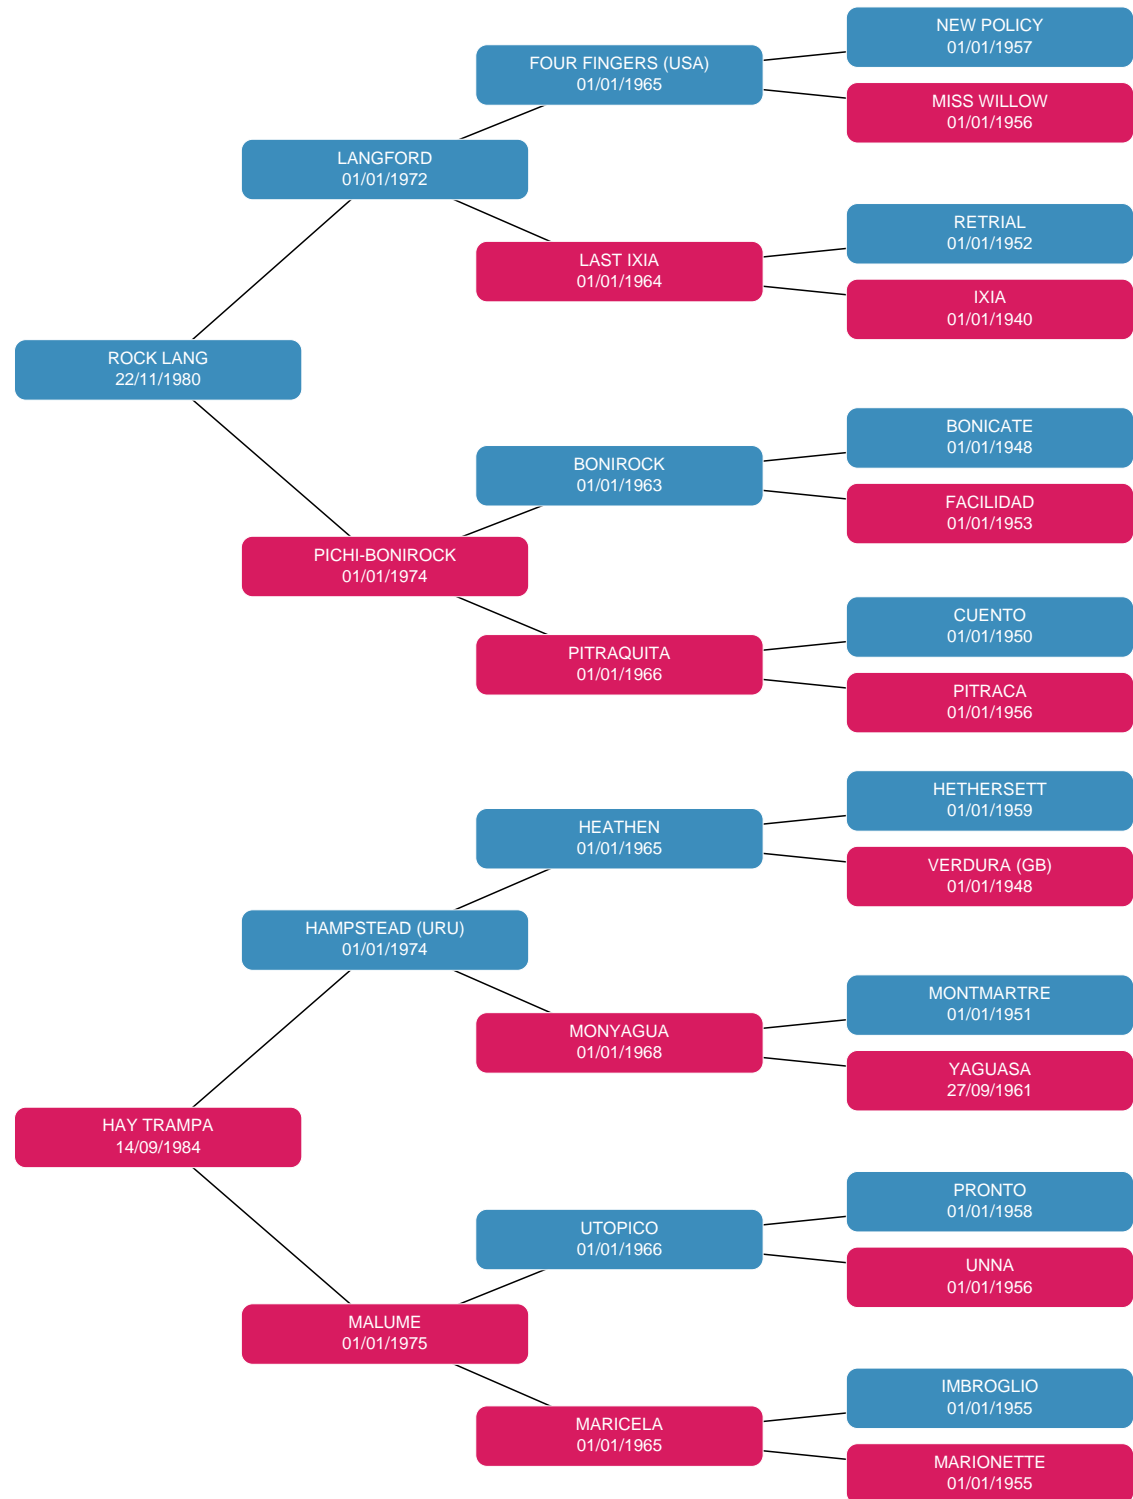 NEW POLICY
01/01/1957
FOUR FINGERS (USA)
01/01/1965
MISS WILLOW
01/01/1956
LANGFORD
01/01/1972
RETRIAL
01/01/1952
LAST IXIA
01/01/1964
IXIA
01/01/1940
ROCK LANG
22/11/1980
BONICATE
01/01/1948
BONIROCK
01/01/1963
FACILIDAD
01/01/1953
PICHI-BONIROCK
01/01/1974
CUENTO
01/01/1950
PITRAQUITA
01/01/1966
PITRACA
01/01/1956
HETHERSETT
01/01/1959
HEATHEN
01/01/1965
VERDURA (GB)
01/01/1948
HAMPSTEAD (URU)
01/01/1974
MONTMARTRE
01/01/1951
MONYAGUA
01/01/1968
YAGUASA
27/09/1961
HAY TRAMPA
14/09/1984
PRONTO
01/01/1958
UTOPICO
01/01/1966
UNNA
01/01/1956
MALUME
01/01/1975
IMBROGLIO
01/01/1955
MARICELA
01/01/1965
MARIONETTE
01/01/1955